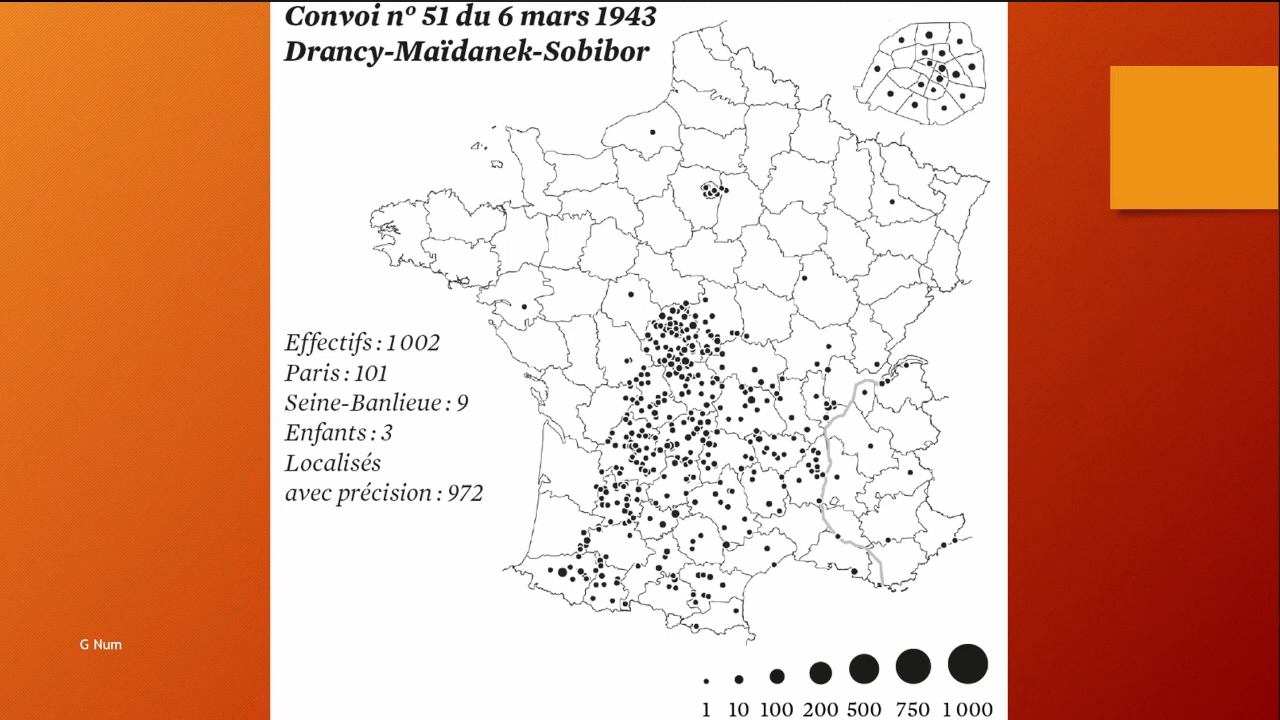 Convoi nº 51 du 6 mars 1943
Drancy-Maïdanek-Sobibor
Effectifs : 1 002
Paris : 101
Seine-Banlieue : 9
Enfants : 3
Localisés
avec précision : 972
G Num
1 10 100 200 500 750 1 000